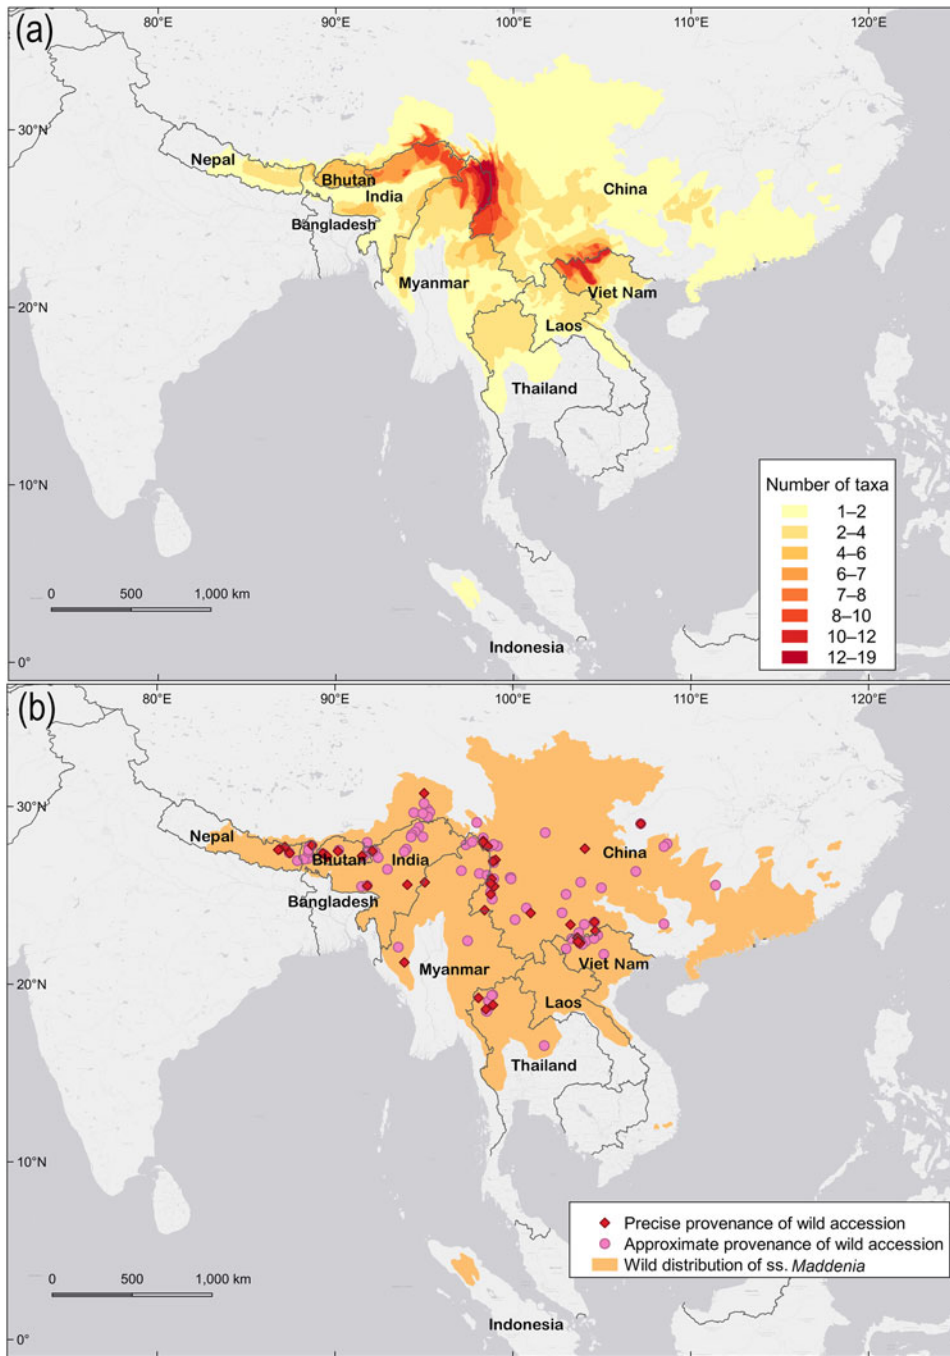 (a)
80°E
90°E
100°E
110°E
120°E
30°N
Nepal
Bhutan
India
China
Bangladesh
Myanmar
Viet Nam
20°N
Laos
Thailand
10°N
Number of taxa
1–2
2–4
4–6
6–7
7–8
8–10
10–12
12–19
0
500
1,000 km
Indonesia
0°
(b)
80°E
90°E
100°E
110°E
120°E
30°N
Nepal
Bhutan
India
China
Bangladesh
Myanmar
Viet Nam
20°N
Laos
Thailand
10°N
Precise provenance of wild accession
Approximate provenance of wild accession
Wild distribution of ss. Maddenia
0
500
1,000 km
Indonesia
0°